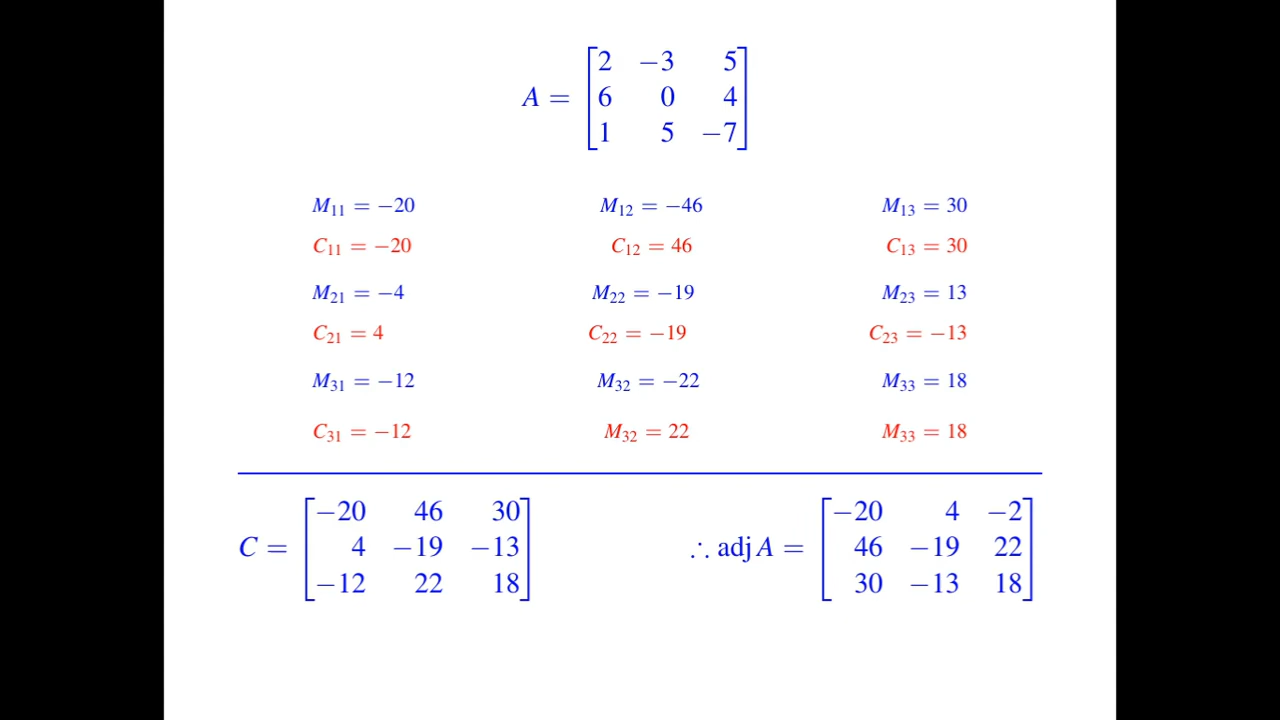 A = [2 −3 5
6 0 4
1 5 −7]
M₁₁ = −20 M₁₂ = −46 M₁₃ = 30
C₁₁ = −20 C₁₂ = 46 C₁₃ = 30
M₂₁ = −4 M₂₂ = −19 M₂₃ = 13
C₂₁ = 4 C₂₂ = −19 C₂₃ = −13
M₃₁ = −12 M₃₂ = −22 M₃₃ = 18
C₃₁ = −12 M₃₂ = 22 M₃₃ = 18
C = [−20 46 30
4 −19 −13
−12 22 18]
∴ adj A = [−20 4 −2
46 −19 22
30 −13 18]